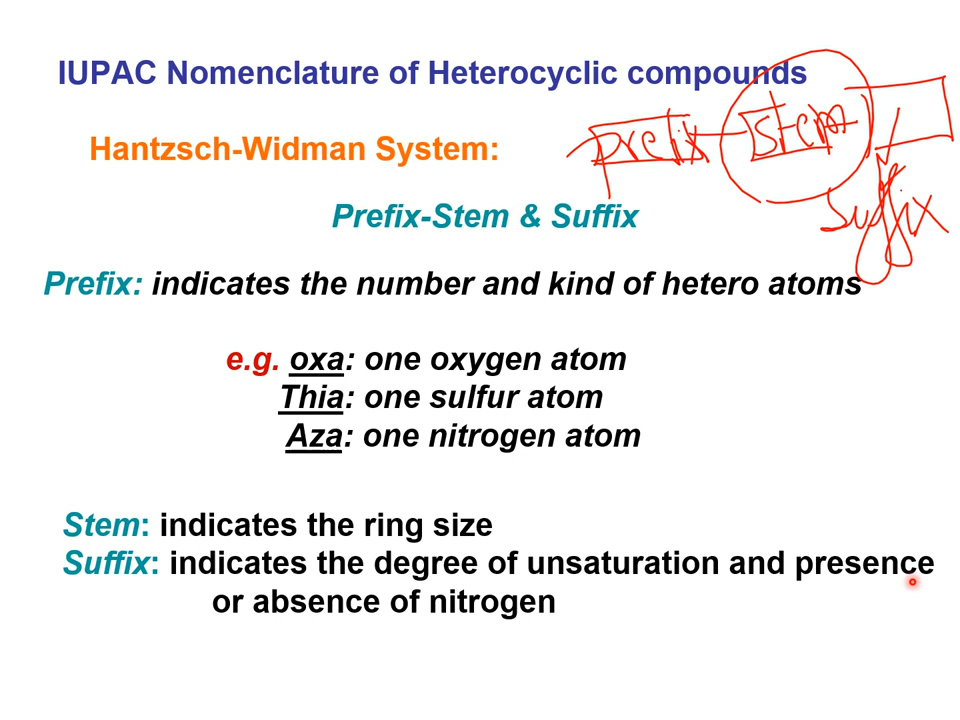 IUPAC Nomenclature of Heterocyclic compounds
prefix stem
Hantzsch-Widman System:
suffix
Prefix-Stem & Suffix
Prefix: indicates the number and kind of hetero atoms
e.g. oxa: one oxygen atom
Thia: one sulfur atom
Aza: one nitrogen atom
Stem: indicates the ring size
Suffix: indicates the degree of unsaturation and presence
or absence of nitrogen